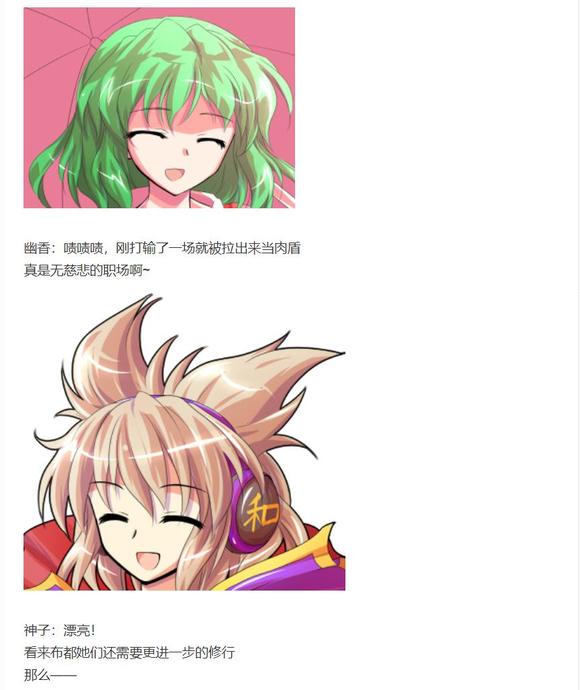 幽香：啧啧啧，刚打输了一场就被拉出来当肉盾
真是无慈悲的职场啊~
和
神子：漂亮！
看来布都她们还需要更进一步的修行
那么——